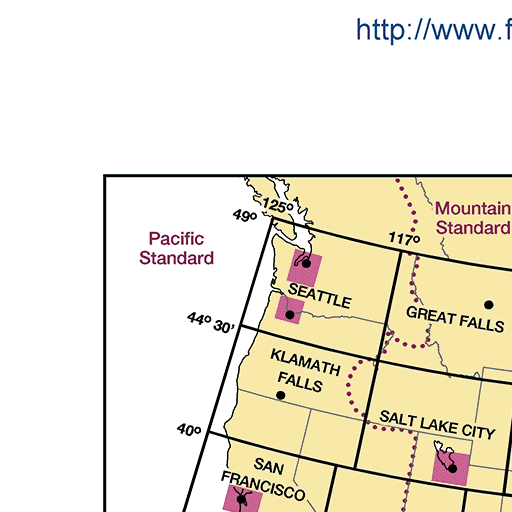 http://www.f
125°
49°
Mountain
Standard
Pacific
Standard
117°
SEATTLE
GREAT FALLS
44° 30'
KLAMATH
FALLS
SALT LAKE CITY
40°
SAN
FRANCISCO